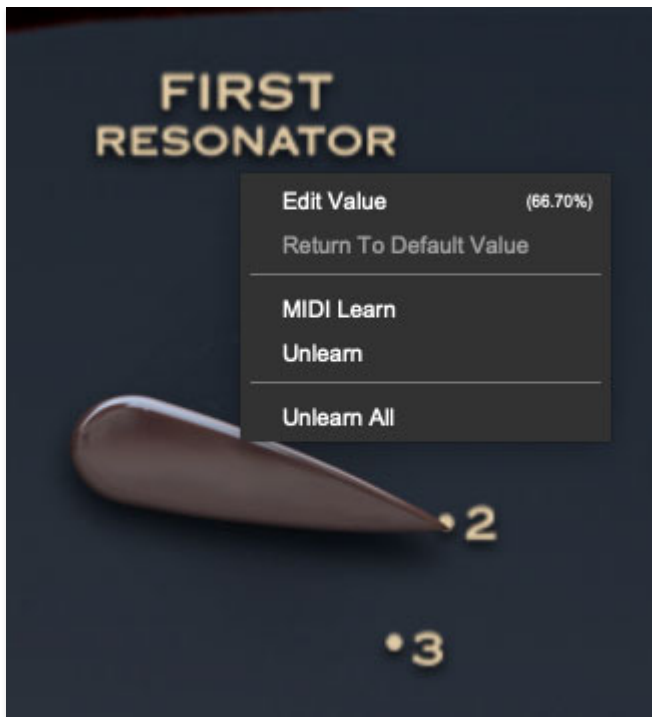 FIRST
RESONATOR
Edit Value (66.70%)
Return To Default Value
MIDI Learn
Unlearn
Unlearn All
2
3